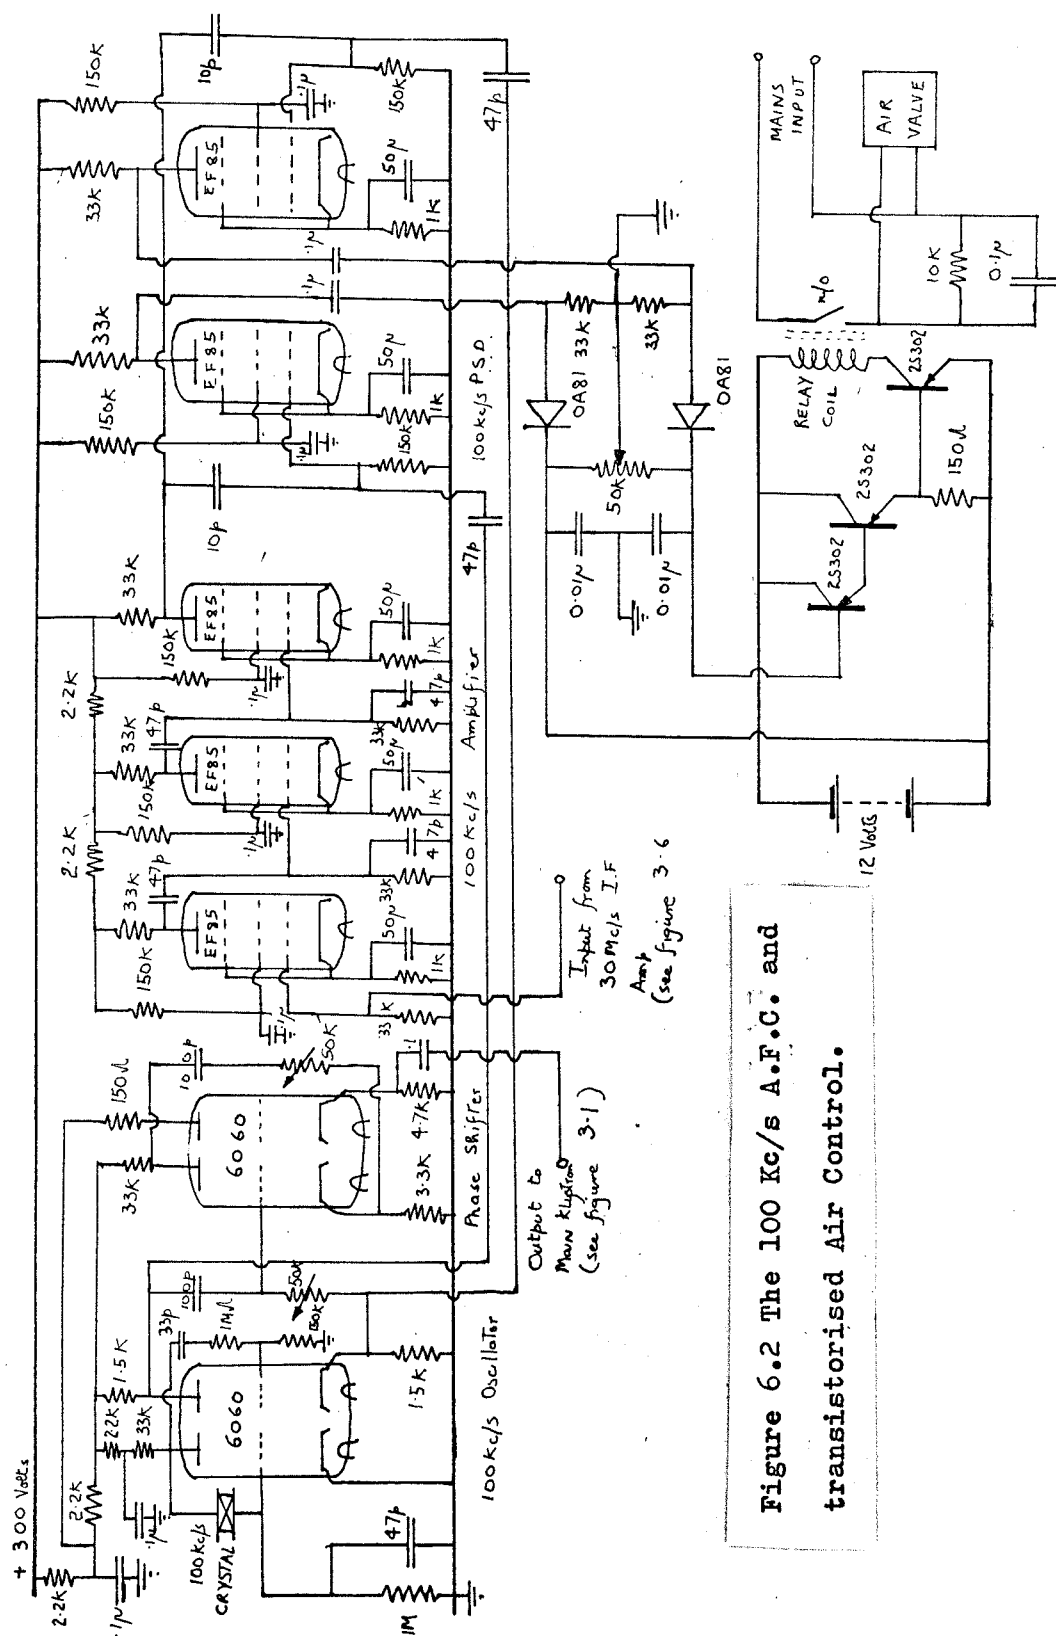 + 300 Volts
2.2K
.1μ
2.2K
22K
33K
1.5K
.1μ
100Kc/s
CRYSTAL
6060
33p
1MΩ
100p
50K
150K
1M
47p
1.5K
100Kc/s Oscillator
33K
150Ω
6060
100p
50K
3.3K
4.7K
.1
Phase Shifter
Output to
Main Klystron
(see figure 3.1)
150K
33K
47p
2.2K
EF85
.1μ
33K
1K
50μ
Input from
30Mc/s I.F
Amp
(see figure 3.6
150K
33K
47p
2.2K
EF85
.1μ
33K
47p
1K
50μ
150K
33K
EF85
.1μ
33K
47p
1K
50μ
100Kc/s Amplifier
10p
47p
150K
33K
EF85
.1μ
150K
1K
50μ
.1μ
.1μ
100Kc/s P.S.D.
33K
150K
EF85
.1μ
1K
50μ
150K
10p
47p
OA81
33K
33K
OA81
50K
0.01μ
0.01μ
12 Volts
2S302
2S302
150Ω
2S302
RELAY
COIL
n/o
MAINS
INPUT
AIR
VALVE
10K
0.1μ
Figure 6.2 The 100 Kc/s A.F.C. and
transistorised Air Control.